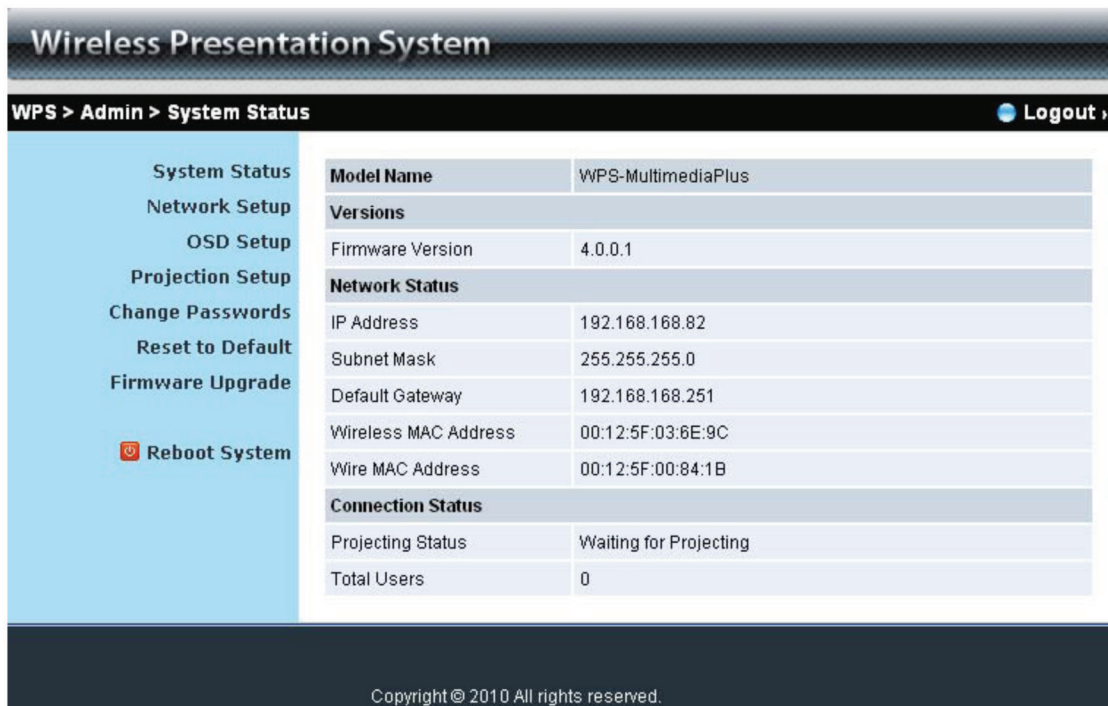 Wireless Presentation System
WPS > Admin > System Status
Logout
System Status
Network Setup
OSD Setup
Projection Setup
Change Passwords
Reset to Default
Firmware Upgrade
Reboot System
Model Name WPS-MultimediaPlus
Versions
Firmware Version 4.0.0.1
Network Status
IP Address 192.168.168.82
Subnet Mask 255.255.255.0
Default Gateway 192.168.168.251
Wireless MAC Address 00:12:5F:03:6E:9C
Wire MAC Address 00:12:5F:00:84:1B
Connection Status
Projecting Status Waiting for Projecting
Total Users 0
Copyright © 2010 All rights reserved.